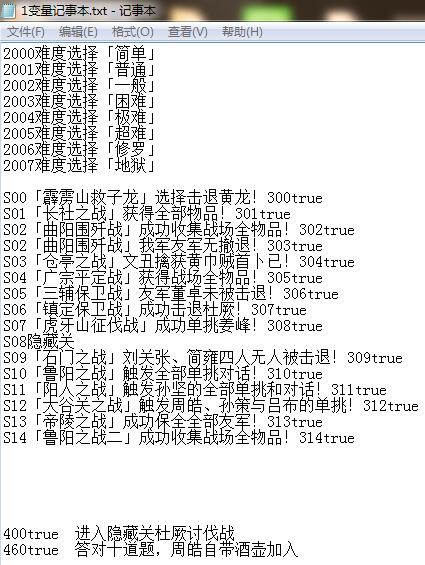 1变量记事本.txt - 记事本
文件(F) 编辑(E) 格式(O) 查看(V) 帮助(H)
2000难度选择「简单」
2001难度选择「普通」
2002难度选择「一般」
2003难度选择「困难」
2004难度选择「极难」
2005难度选择「超难」
2006难度选择「修罗」
2007难度选择「地狱」
S00「霹雳山救子龙」选择击退黄龙！300true
S01「长社之战」获得全部物品！301true
S02「曲阳围歼战」成功收集战场全物品！302true
S02「曲阳围歼战」我军友军无撤退！303true
S03「仓亭之战」文丑擒获黄巾贼首卜已！304true
S04「广宗平定战」获得战场全物品！305true
S05「三辅保卫战」友军董卓未被击退！306true
S06「镇定保卫战」成功击退杜厥！307true
S07「虎牙山征伐战」成功单挑姜峰！308true
S08隐藏关
S09「石门之战」刘关张、简雍四人无人被击退！309true
S10「鲁阳之战」触发全部单挑对话！310true
S11「阳人之战」触发孙坚的全部单挑和对话！311true
S12「大谷关之战」触发周皓、孙策与吕布的单挑！312true
S13「帝陵之战」成功保全全部友军！313true
S14「鲁阳之战二」成功收集战场全物品！314true
400true 进入隐藏关杜厥讨伐战
460true 答对十道题，周皓自带酒壶加入